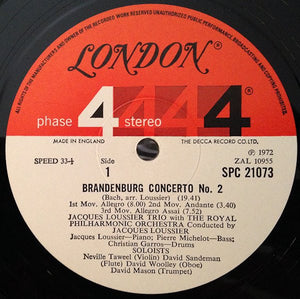 ALL RIGHTS OF THE MANUFACTURER AND OF THE OWNER OF THE RECORDED WORK RESERVED. UNAUTHORISED PUBLIC PERFORMANCE, BROADCASTING AND COPYING OF THIS RECORD PROHIBITED
LONDON®
phase 4 stereo 4 4 4
MADE IN ENGLAND THE DECCA RECORD CO. LTD.
SPEED 33⅓ Side ℗ 1972
1 ZAL 10955
SPC 21073
BRANDENBURG CONCERTO No. 2
(Bach, arr. Loussier) (19.41)
1st Mov. Allegro (8.00) 2nd Mov. Andante (3.40)
3rd Mov. Allegro Assai (7.52)
JACQUES LOUSSIER TRIO with THE ROYAL
PHILHARMONIC ORCHESTRA Conducted by
JACQUES LOUSSIER
Jacques Loussier—Piano; Pierre Michelot—Bass;
Christian Garros—Drums
SOLOISTS
Neville Taweel (Violin) David Sandeman
(Flute) David Woolley (Oboe)
David Mason (Trumpet)